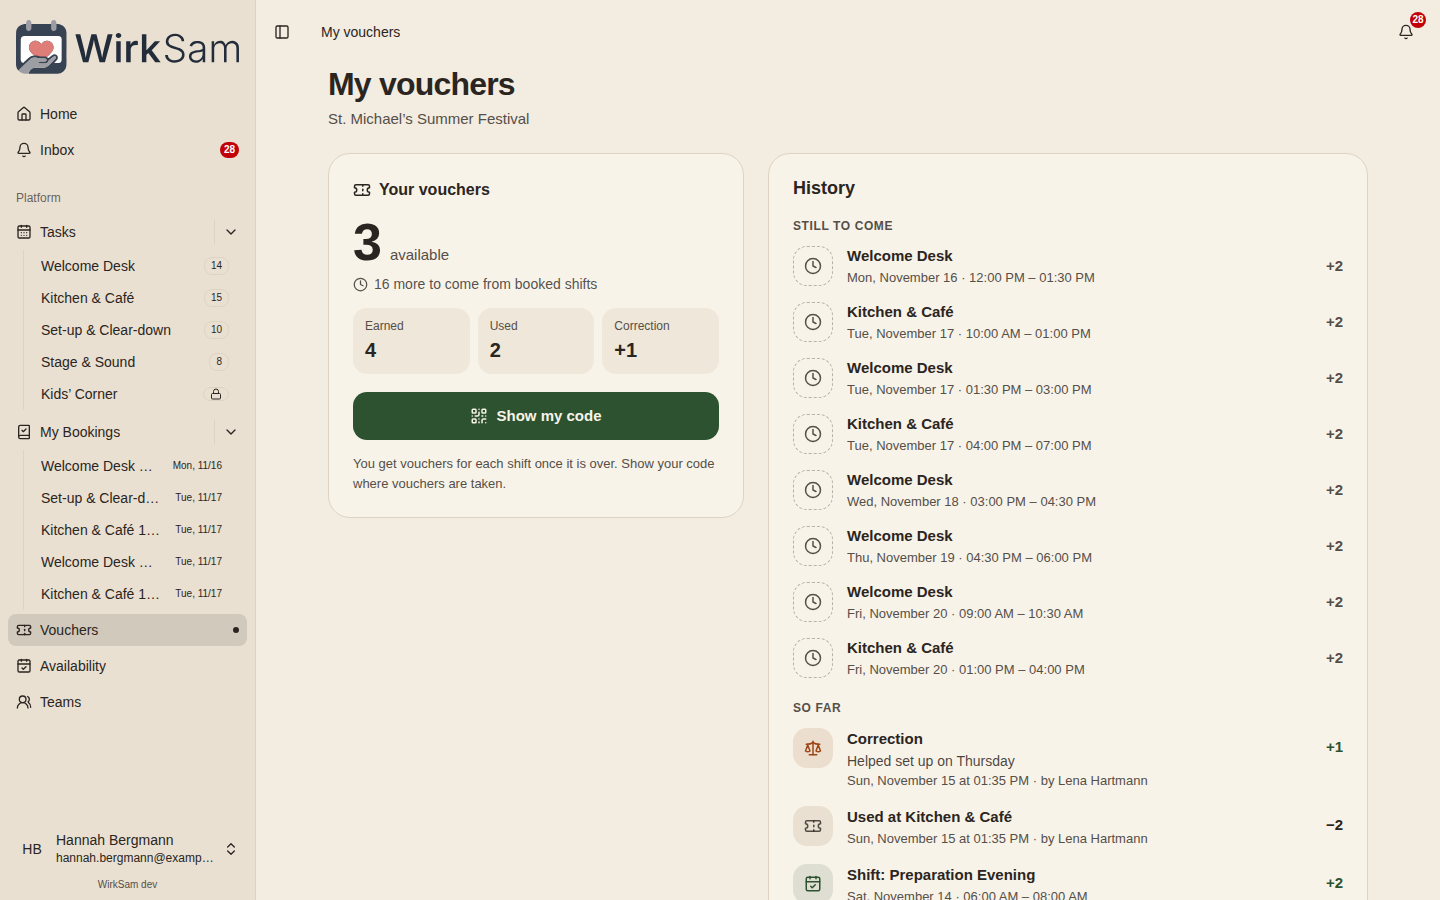 WirkSam
Home
Inbox
28
Platform
Tasks
Welcome Desk
14
Kitchen & Café
15
Set-up & Clear-down
10
Stage & Sound
8
Kids’ Corner
My Bookings
Welcome Desk …
Mon, 11/16
Set-up & Clear-d…
Tue, 11/17
Kitchen & Café 1…
Tue, 11/17
Welcome Desk …
Tue, 11/17
Kitchen & Café 1…
Tue, 11/17
Vouchers
Availability
Teams
HB
Hannah Bergmann
hannah.bergmann@examp…
WirkSam dev
My vouchers
28
My vouchers
St. Michael’s Summer Festival
Your vouchers
3 available
16 more to come from booked shifts
Earned
4
Used
2
Correction
+1
Show my code
You get vouchers for each shift once it is over. Show your code
where vouchers are taken.
History
STILL TO COME
Welcome Desk
Mon, November 16 · 12:00 PM – 01:30 PM
+2
Kitchen & Café
Tue, November 17 · 10:00 AM – 01:00 PM
+2
Welcome Desk
Tue, November 17 · 01:30 PM – 03:00 PM
+2
Kitchen & Café
Tue, November 17 · 04:00 PM – 07:00 PM
+2
Welcome Desk
Wed, November 18 · 03:00 PM – 04:30 PM
+2
Welcome Desk
Thu, November 19 · 04:30 PM – 06:00 PM
+2
Welcome Desk
Fri, November 20 · 09:00 AM – 10:30 AM
+2
Kitchen & Café
Fri, November 20 · 01:00 PM – 04:00 PM
+2
SO FAR
Correction
Helped set up on Thursday
Sun, November 15 at 01:35 PM · by Lena Hartmann
+1
Used at Kitchen & Café
Sun, November 15 at 01:35 PM · by Lena Hartmann
−2
Shift: Preparation Evening
Sat, November 14 · 06:00 AM – 08:00 AM
+2